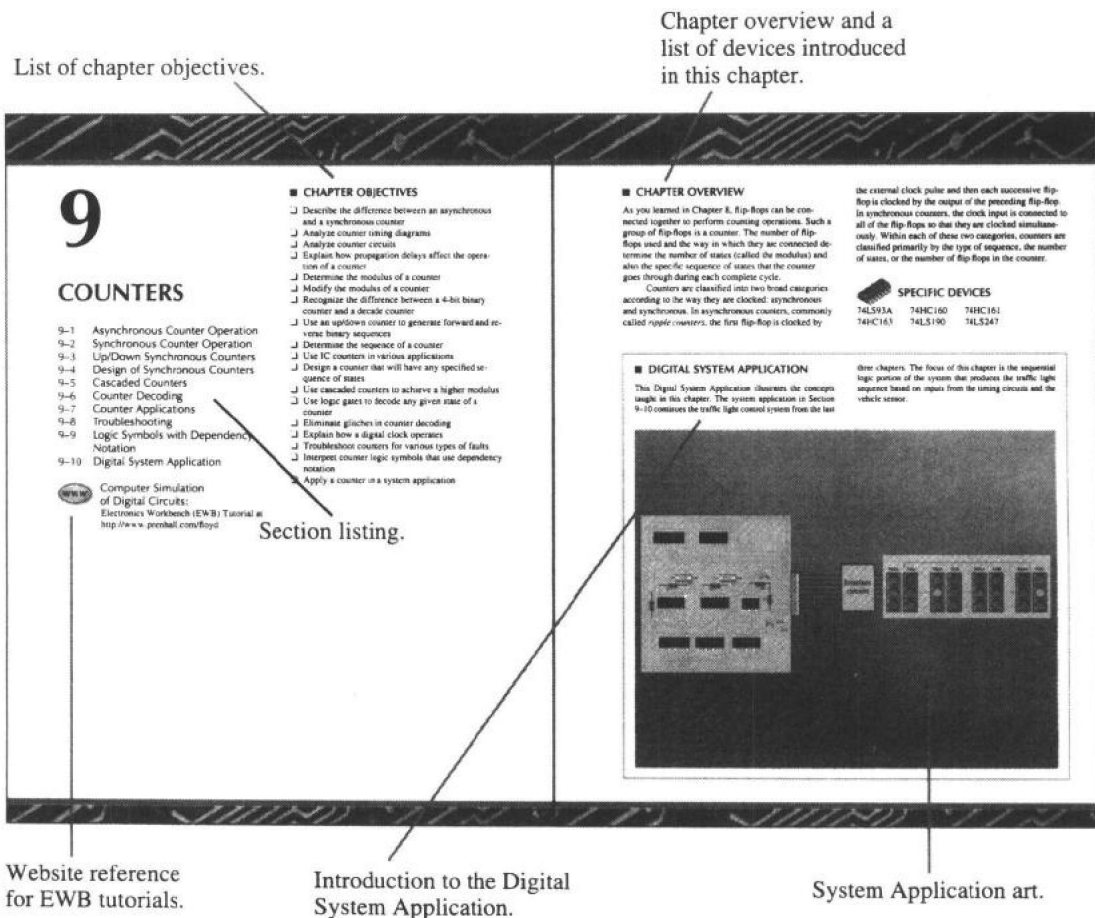 List of chapter objectives.
Chapter overview and a
list of devices introduced
in this chapter.
9
COUNTERS
9–1 Asynchronous Counter Operation
9–2 Synchronous Counter Operation
9–3 Up/Down Synchronous Counters
9–4 Design of Synchronous Counters
9–5 Cascaded Counters
9–6 Counter Decoding
9–7 Counter Applications
9–8 Troubleshooting
9–9 Logic Symbols with Dependency
Notation
9–10 Digital System Application
WWW
Computer Simulation
of Digital Circuits:
Electronics Workbench (EWB) Tutorial at
http://www.prenhall.com/floyd
■ CHAPTER OBJECTIVES
❏ Describe the difference between an asynchronous
and a synchronous counter
❏ Analyze counter timing diagrams
❏ Analyze counter circuits
❏ Explain how propagation delays affect the opera-
tion of a counter
❏ Determine the modulus of a counter
❏ Modify the modulus of a counter
❏ Recognize the difference between a 4-bit binary
counter and a decade counter
❏ Use an up/down counter to generate forward and re-
verse binary sequences
❏ Determine the sequence of a counter
❏ Use IC counters in various applications
❏ Design a counter that will have any specified se-
quence of states
❏ Use cascaded counters to achieve a higher modulus
❏ Use logic gates to decode any given state of a
counter
❏ Eliminate glitches in counter decoding
❏ Explain how a digital clock operates
❏ Troubleshoot counters for various types of faults
❏ Interpret counter logic symbols that use dependency
notation
❏ Apply a counter in a system application
Section listing.
■ CHAPTER OVERVIEW
As you learned in Chapter 8, flip-flops can be con-
nected together to perform counting operations. Such a
group of flip-flops is a counter. The number of flip-
flops used and the way in which they are connected de-
termine the number of states (called the modulus) and
also the specific sequence of states that the counter
goes through during each complete cycle.
Counters are classified into two broad categories
according to the way they are clocked: asynchronous
and synchronous. In asynchronous counters, commonly
called ripple counters, the first flip-flop is clocked by
the external clock pulse and then each successive flip-
flop is clocked by the output of the preceding flip-flop.
In synchronous counters, the clock input is connected to
all of the flip-flops so that they are clocked simultane-
ously. Within each of these two categories, counters are
classified primarily by the type of sequence, the number
of states, or the number of flip-flops in the counter.
SPECIFIC DEVICES
74LS93A 74HC160 74HC161
74HC163 74LS190 74LS247
■ DIGITAL SYSTEM APPLICATION
This Digital System Application illustrates the concepts
taught in this chapter. The system application in Section
9–10 continues the traffic light control system from the last
three chapters. The focus of this chapter is the sequential
logic portion of the system that produces the traffic light
sequence based on inputs from the timing circuits and the
vehicle sensor.
Website reference
for EWB tutorials.
Introduction to the Digital
System Application.
System Application art.